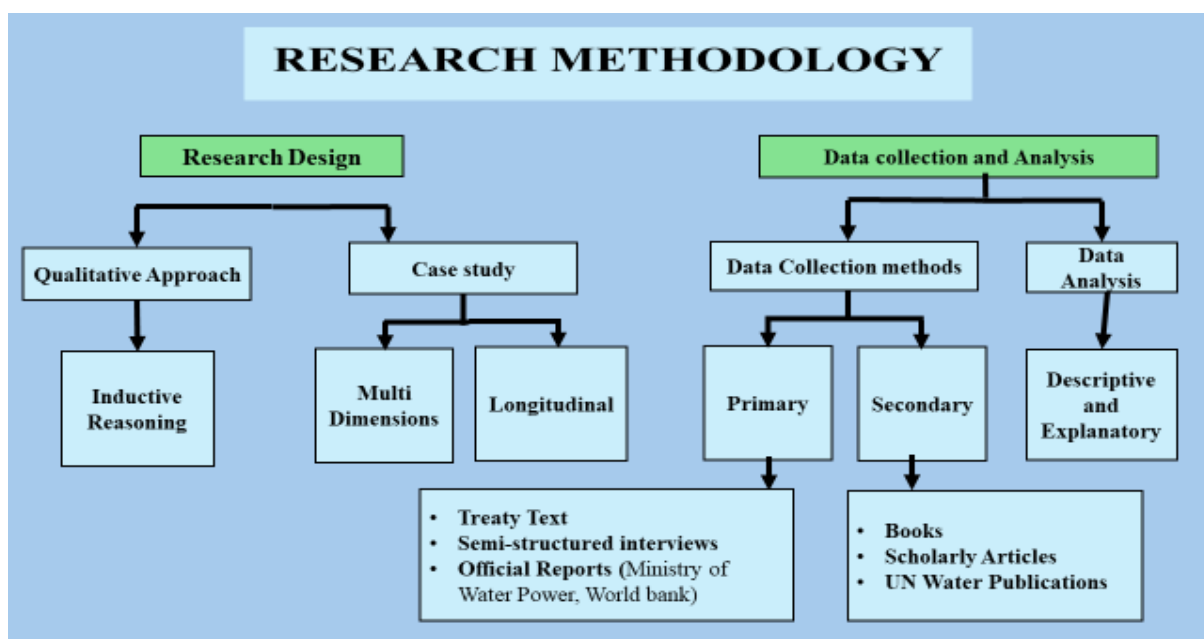 RESEARCH METHODOLOGY
Research Design
Data collection and Analysis
Qualitative Approach
Case study
Data Collection methods
Data
Analysis
Inductive
Reasoning
Multi
Dimensions
Longitudinal
Primary
Secondary
Descriptive
and
Explanatory
• Treaty Text
• Semi-structured interviews
• Official Reports (Ministry of
Water Power, World bank)
• Books
• Scholarly Articles
• UN Water Publications